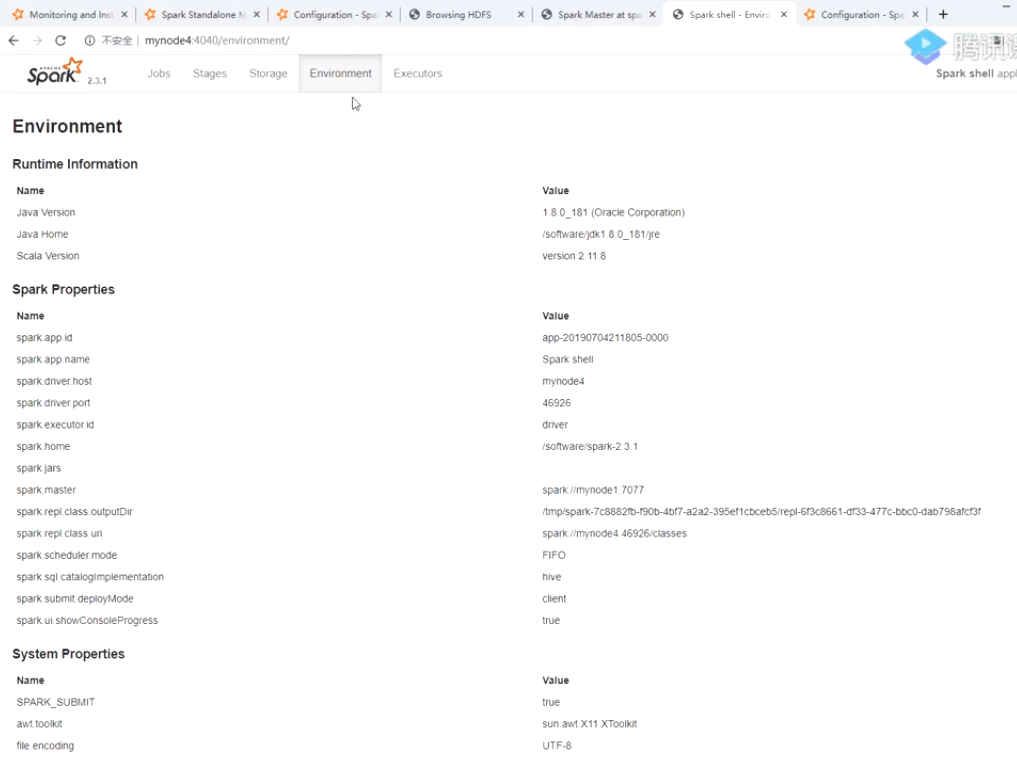 Monitoring and Inst
Spark Standalone M
Configuration - Spa
Browsing HDFS
Spark Master at spa
Spark shell - Enviro
Configuration - Spa
不安全 mynode4:4040/environment/
腾讯课
APACHE Spark 2.3.1 Jobs Stages Storage Environment Executors Spark shell appl
Environment
Runtime Information
Name Value
Java Version 1.8.0_181 (Oracle Corporation)
Java Home /software/jdk1.8.0_181/jre
Scala Version version 2.11.8
Spark Properties
Name Value
spark.app.id app-20190704211805-0000
spark.app.name Spark shell
spark.driver.host mynode4
spark.driver.port 46926
spark.executor.id driver
spark.home /software/spark-2.3.1
spark.jars
spark.master spark://mynode1:7077
spark.repl.class.outputDir /tmp/spark-7c8882fb-f90b-4bf7-a2a2-395ef1cbceb5/repl-6f3c8661-df33-477c-bbc0-dab798afcf3f
spark.repl.class.uri spark://mynode4:46926/classes
spark.scheduler.mode FIFO
spark.sql.catalogImplementation hive
spark.submit.deployMode client
spark.ui.showConsoleProgress true
System Properties
Name Value
SPARK_SUBMIT true
awt.toolkit sun.awt.X11.XToolkit
file.encoding UTF-8